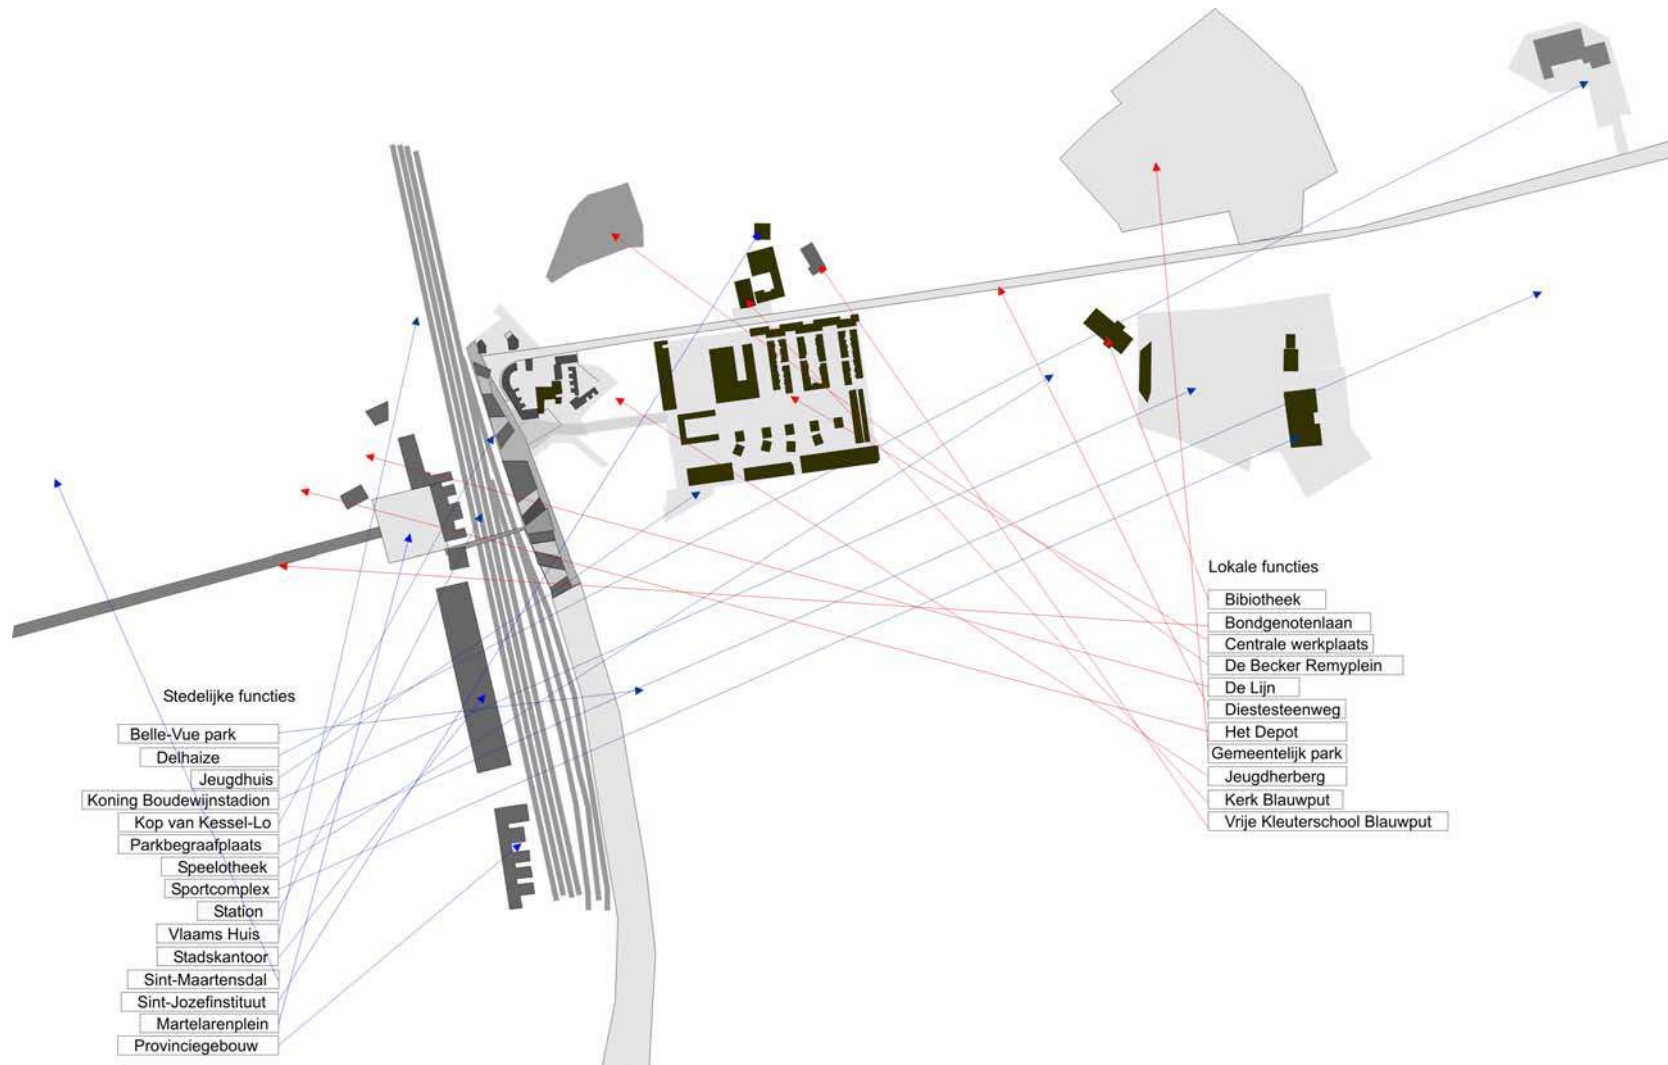 Lokale functies
Bibiotheek
Bondgenotenlaan
Centrale werkplaats
De Becker Remyplein
De Lijn
Diestesteenweg
Het Depot
Gemeentelijk park
Jeugdherberg
Kerk Blauwput
Vrije Kleuterschool Blauwput
Stedelijke functies
Belle-Vue park
Delhaize
Jeugdhuis
Koning Boudewijnstadion
Kop van Kessel-Lo
Parkbegraafplaats
Speelotheek
Sportcomplex
Station
Vlaams Huis
Stadskantoor
Sint-Maartensdal
Sint-Jozefinstituut
Martelarenplein
Provinciegebouw